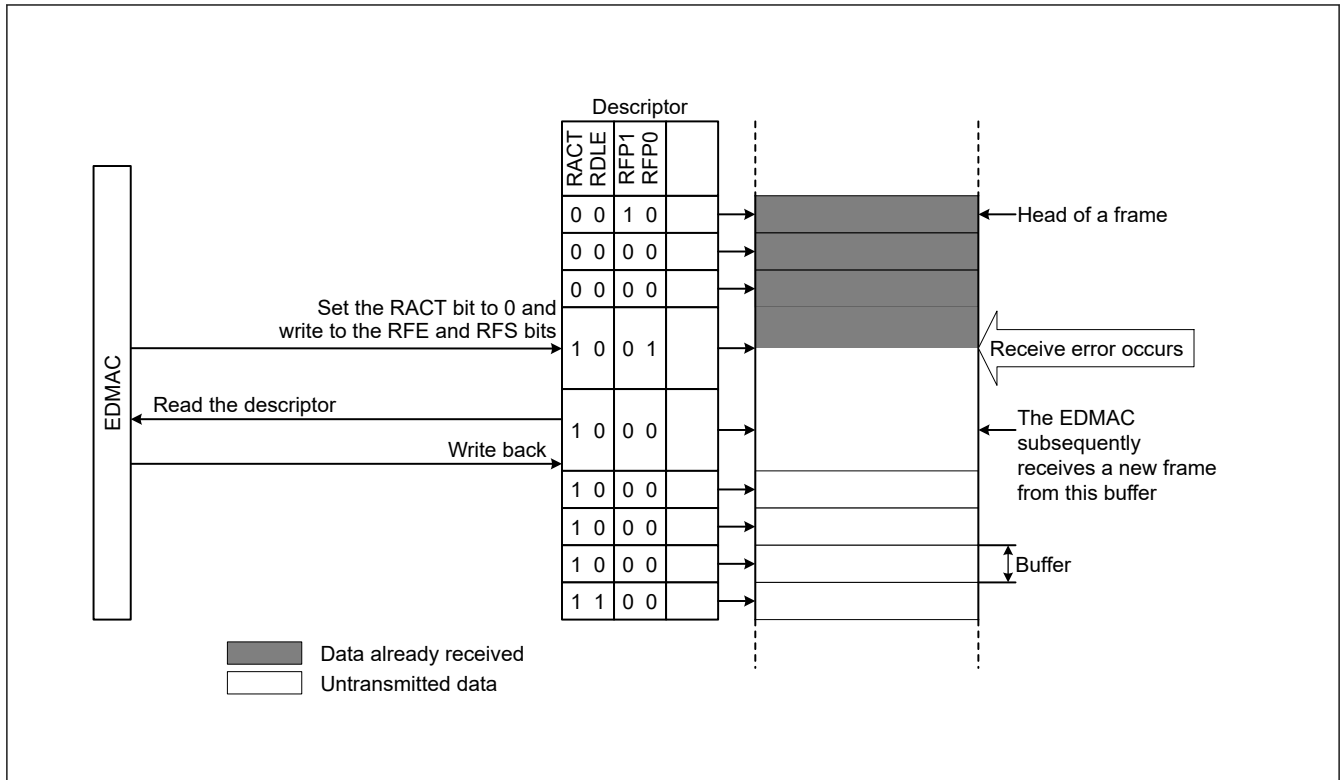 Descriptor
RACT
RDLE
RFP1
RFP0
0 0 1 0
Head of a frame
0 0 0 0
0 0 0 0
Set the RACT bit to 0 and
write to the RFE and RFS bits
1 0 0 1
Receive error occurs
EDMAC
Read the descriptor
1 0 0 0
Write back
The EDMAC
subsequently
receives a new frame
from this buffer
1 0 0 0
1 0 0 0
1 0 0 0
Buffer
1 1 0 0
Data already received
Untransmitted data